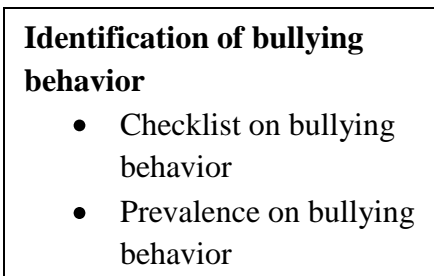 Identification of bullying
behavior
• Checklist on bullying
behavior
• Prevalence on bullying
behavior